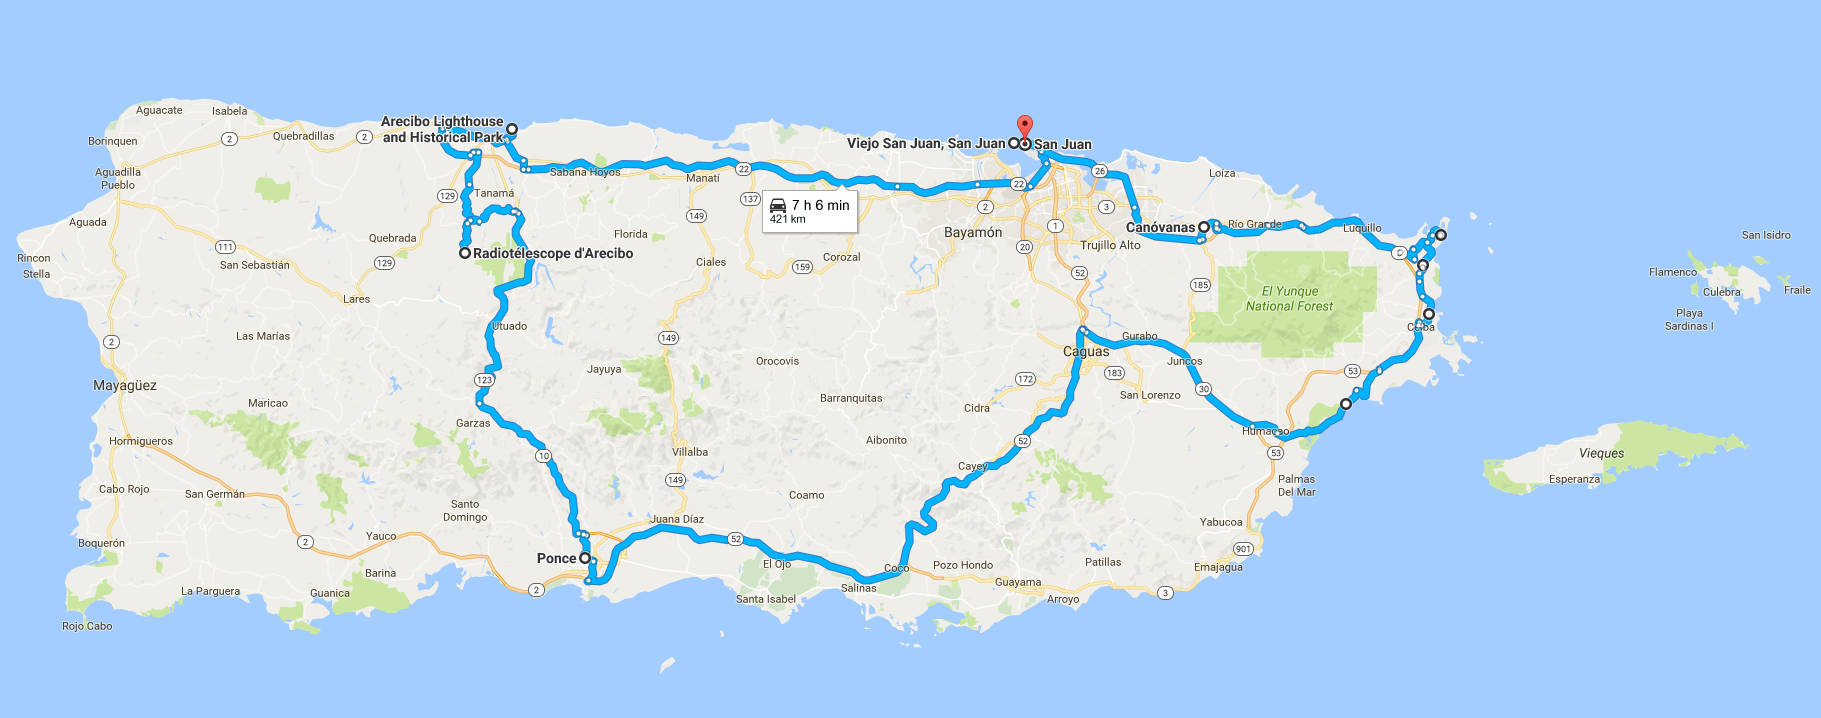 Aguacate
Isabela
Borinquen
2
Quebradillas
2
Arecibo Lighthouse
and Historical Park
Viejo San Juan, San Juan
San Juan
Aguadilla
Pueblo
Tanamá
129
Sabana Hoyos
Manatí
22
22
26
Loiza
137
2
3
7 h 6 min
421 km
Aguada
149
Canóvanas
Río Grande
Luquillo
San Isidro
111
Quebrada
Florida
Bayamón
1
20
Trujillo Alto
Rincon
Stella
San Sebastián
129
Radiotélescope d'Arecibo
Ciales
159
Corozal
52
185
Flamenco
Culebra
Fraile
Lares
El Yunque
National Forest
Playa
Sardinas I
2
Las Marías
Utuado
149
Gurabo
Ceiba
Caguas
Orocovis
Juncos
Mayagüez
123
Jayuya
172
183
53
30
Maricao
Barranquitas
Cidra
San Lorenzo
Garzas
Hormigueros
Aibonito
52
Humacao
10
Villalba
Cayey
53
Vieques
Esperanza
Cabo Rojo
San Germán
149
Coamo
Palmas
Del Mar
Santo
Domingo
Juana Díaz
Yabucoa
Boquerón
2
Yauco
52
901
Ponce
El Ojo
Coco
Pozo Hondo
Patillas
Emajagua
Barina
La Parguera
Guanica
2
Salinas
Guayama
Santa Isabel
Arroyo
3
Rojo Cabo